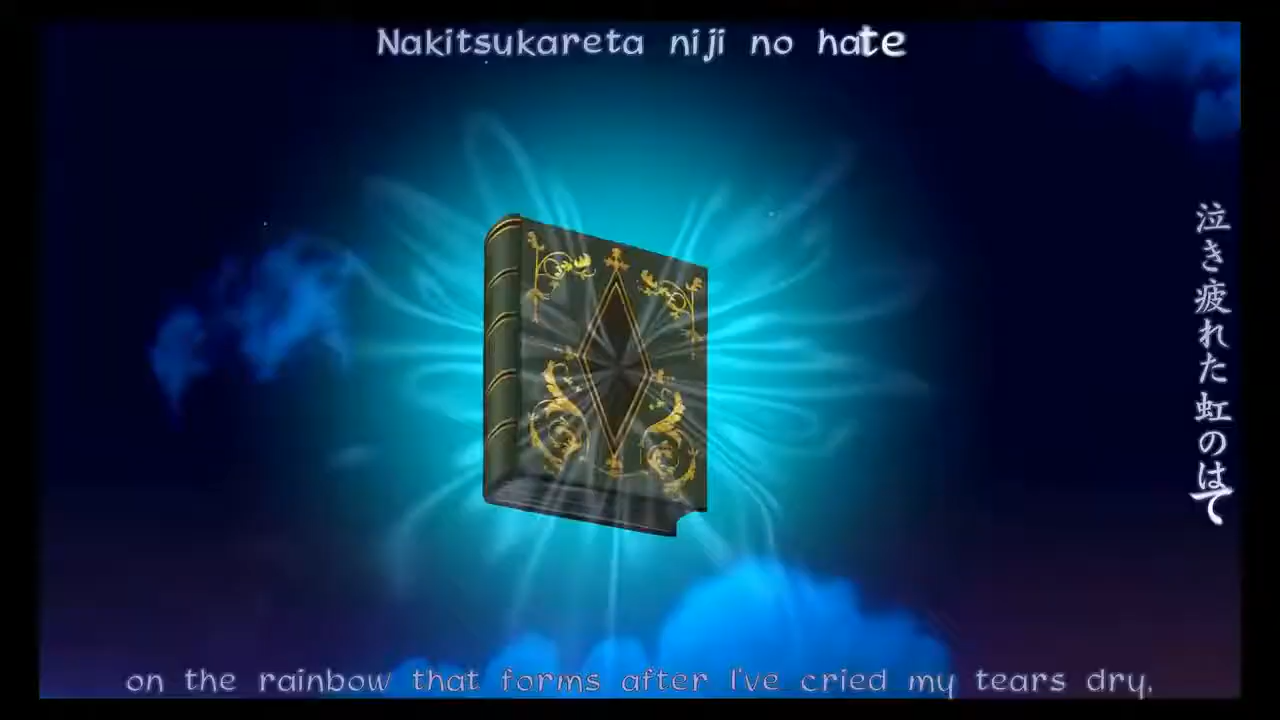 Nakitsukareta niji no hate
泣き疲れた虹のはて
on the rainbow that forms after I've cried my tears dry,